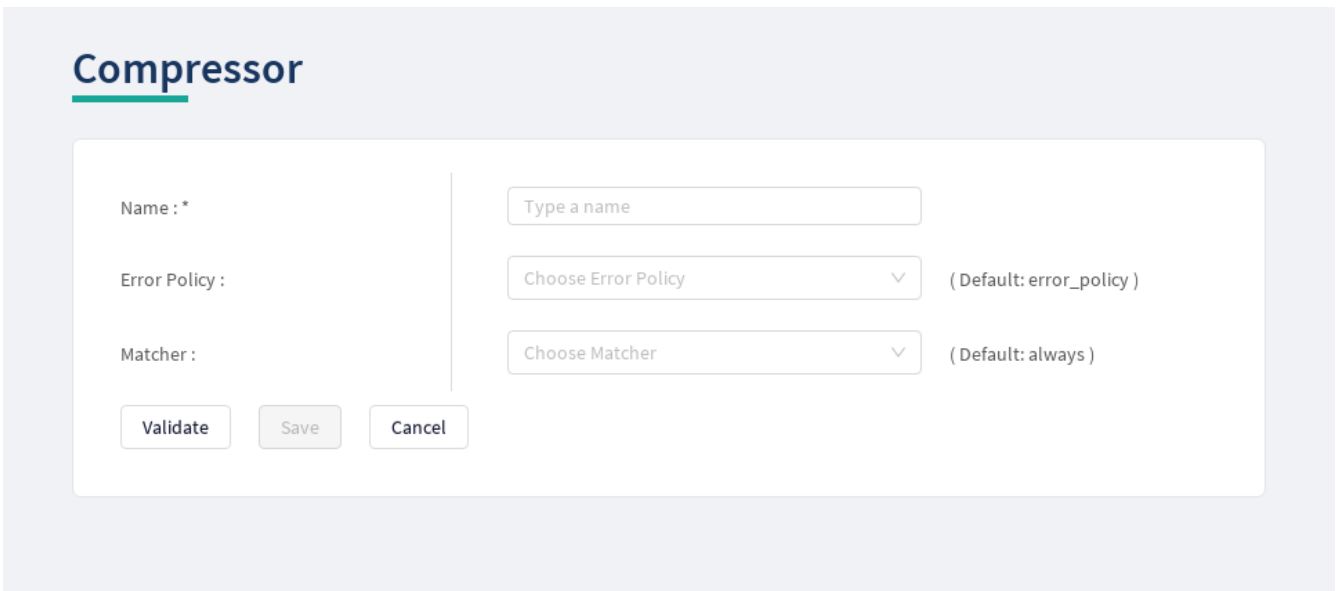 Compressor
Name : *
Type a name
Error Policy :
Choose Error Policy
( Default: error_policy )
Matcher :
Choose Matcher
( Default: always )
Validate
Save
Cancel